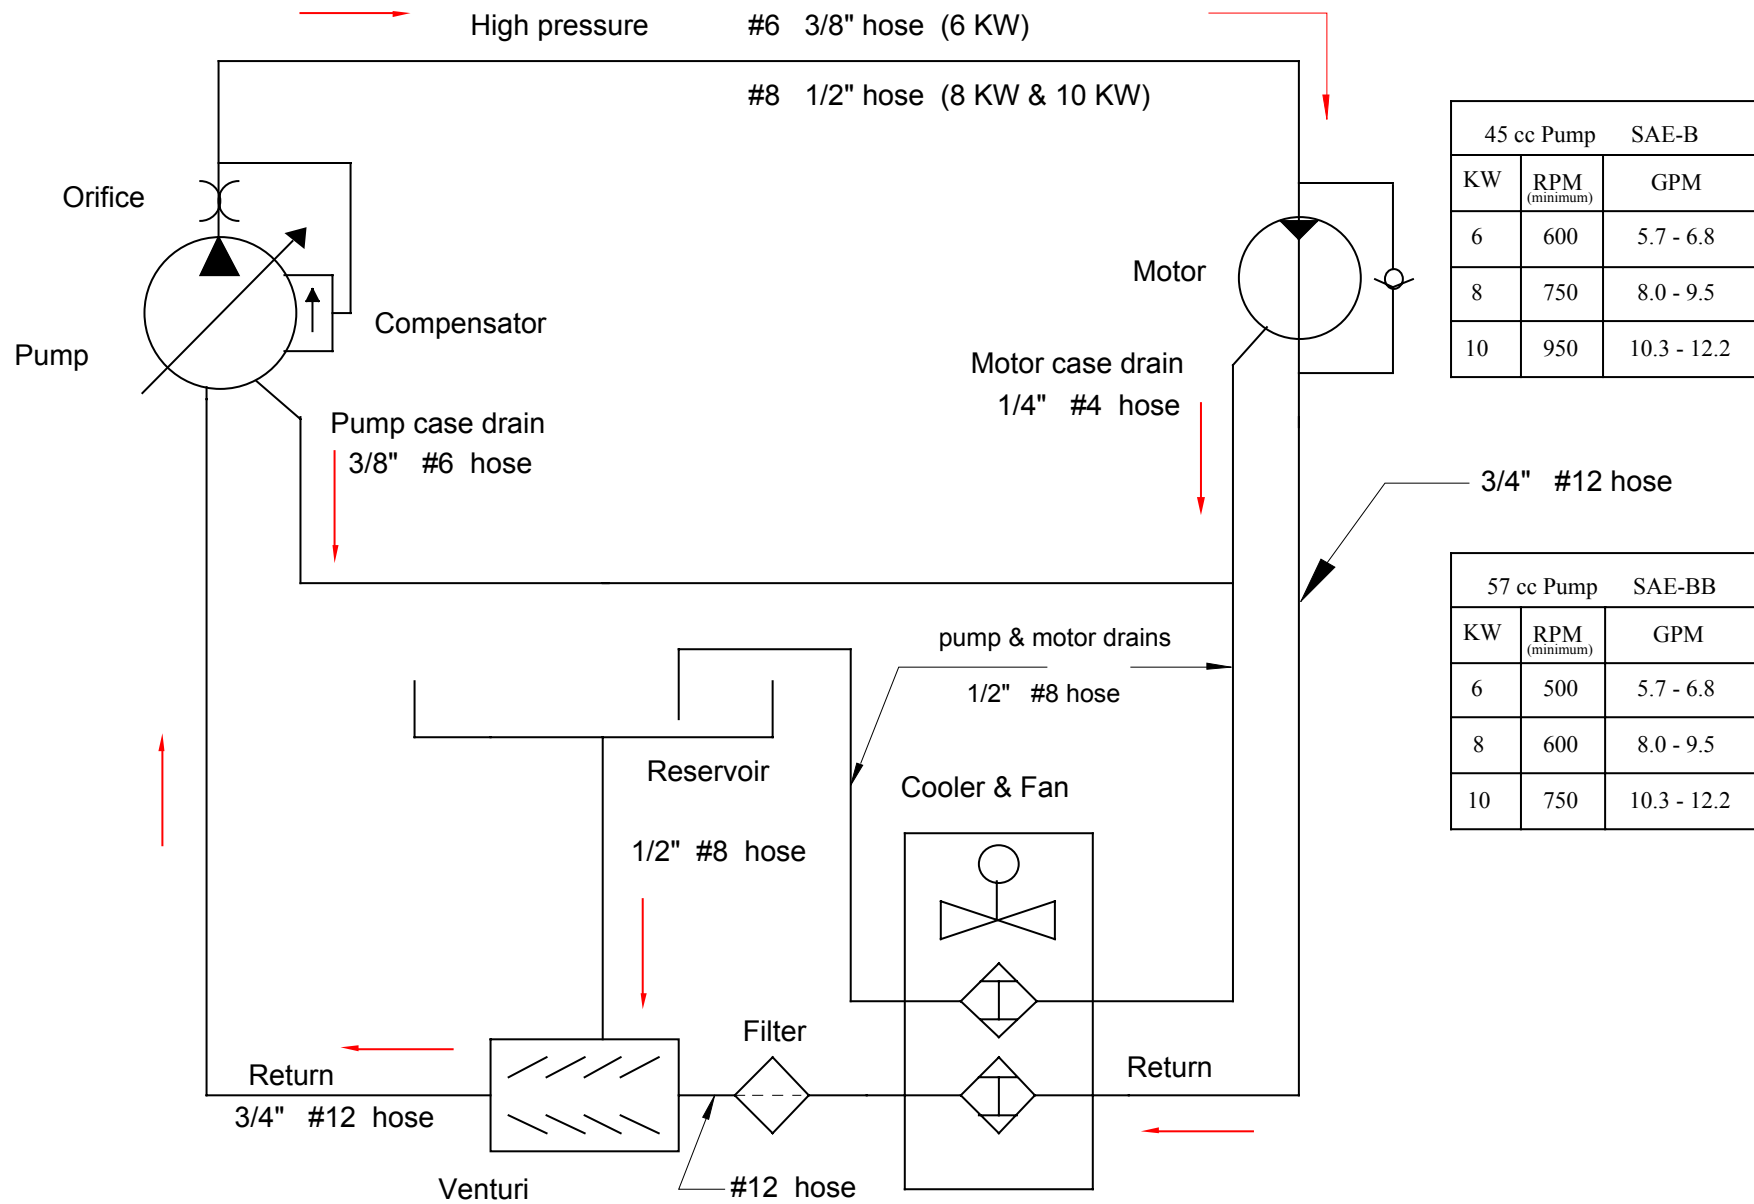 High pressure #6 3/8" hose (6 KW)
#8 1/2" hose (8 KW & 10 KW)
Orifice
Compensator
Pump
Pump case drain
3/8" #6 hose
Motor
Motor case drain
1/4" #4 hose
3/4" #12 hose
pump & motor drains
1/2" #8 hose
Reservoir
1/2" #8 hose
Cooler & Fan
Filter
Return
Return
3/4" #12 hose
Venturi
#12 hose
45 cc Pump SAE-B
KW RPM GPM
(minimum)
6 600 5.7 - 6.8
8 750 8.0 - 9.5
10 950 10.3 - 12.2
57 cc Pump SAE-BB
KW RPM GPM
(minimum)
6 500 5.7 - 6.8
8 600 8.0 - 9.5
10 750 10.3 - 12.2